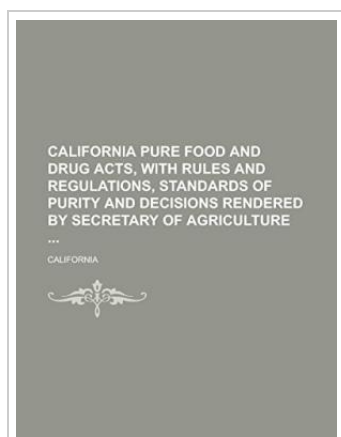 CALIFORNIA PURE FOOD AND
DRUG ACTS, WITH RULES AND
REGULATIONS, STANDARDS OF
PURITY AND DECISIONS RENDERED
BY SECRETARY OF AGRICULTURE
...
CALIFORNIA